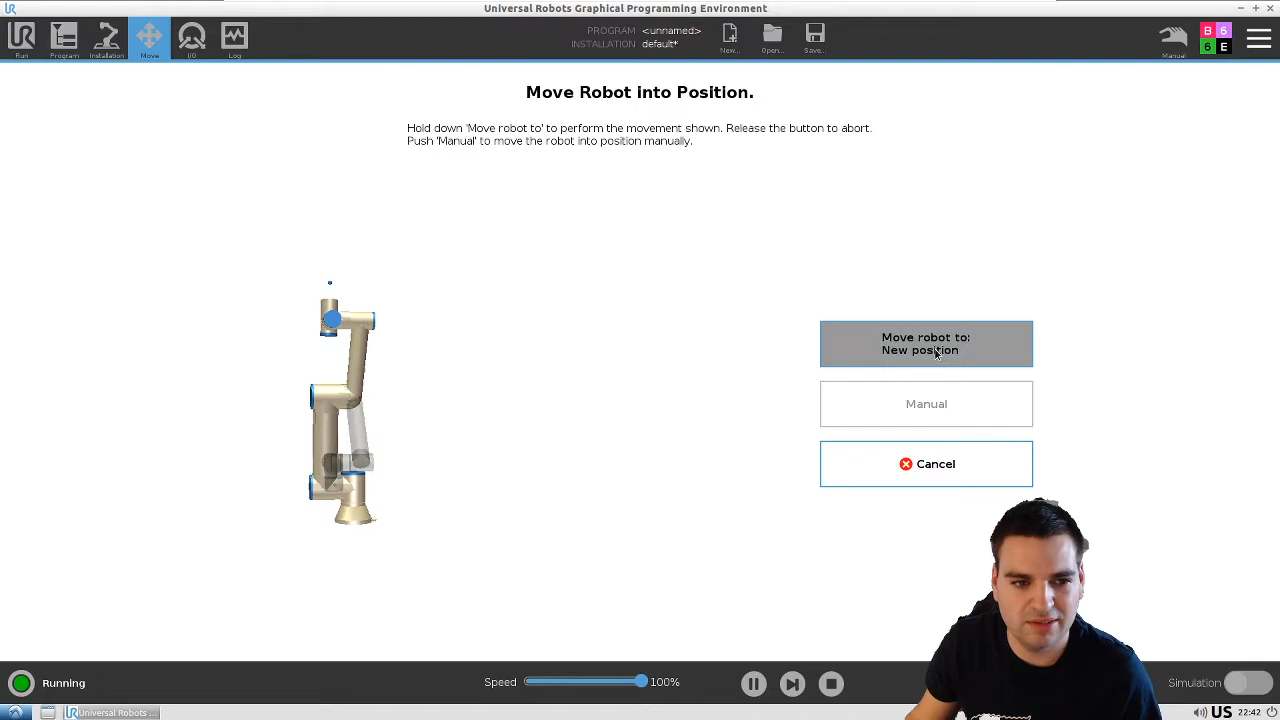 Universal Robots Graphical Programming Environment
UR
Run
Program
Installation
Move
I/O
Log
PROGRAM <unnamed>
INSTALLATION default*
New...
Open...
Save...
Manual
B 6
6 E
Move Robot into Position.
Hold down 'Move robot to' to perform the movement shown. Release the button to abort.
Push 'Manual' to move the robot into position manually.
Move robot to:
New position
Manual
Cancel
Running
Speed 100%
Simulation
Universal Robots ...
US 22:42